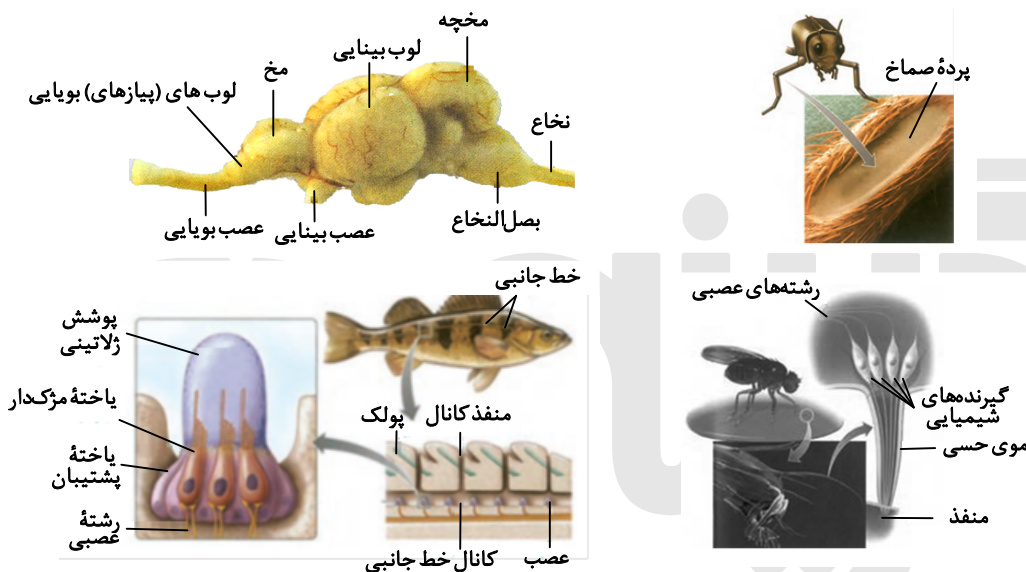 مخچه
لوب بینایی
مخ
لوب های (پیازهای) بویایی
نخاع
عصب بویایی
عصب بینایی
بصل‌النخاع
پردهٔ صماخ
خط جانبی
پوشش
ژلاتینی
یاختهٔ مژک‌دار
یاختهٔ
پشتیبان
رشتهٔ
عصبی
منفذ کانال
پولک
کانال خط جانبی
عصب
رشته‌های عصبی
گیرنده‌های
شیمیایی
موی حسی
منفذ